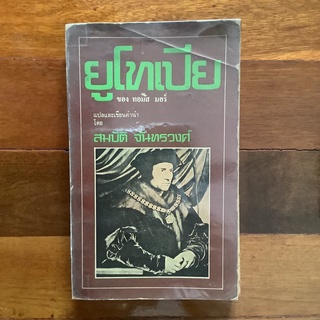 ยูโทเปีย
ของ ทอมัส มอร์
แปลและเขียนคำนำ
โดย
สมบัติ จันทรวงศ์